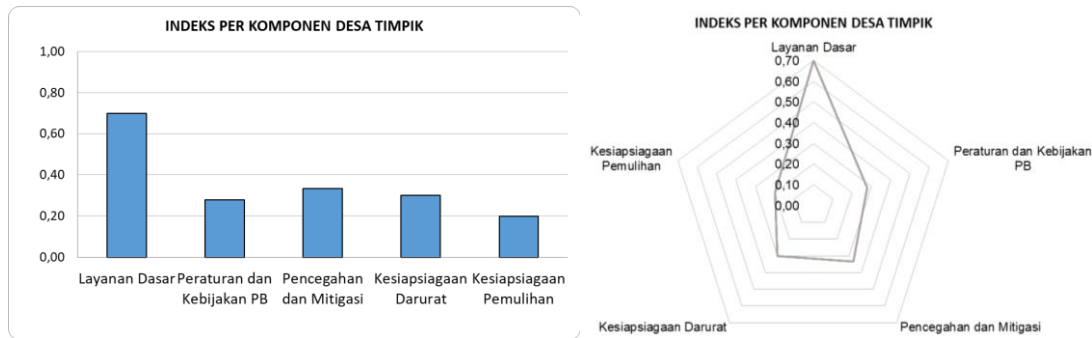 INDEKS PER KOMPONEN DESA TIMPIK
1,00
0,80
0,60
0,40
0,20
0,00
Layanan Dasar
Peraturan dan
Kebijakan PB
Pencegahan
dan Mitigasi
Kesiapsiagaan
Darurat
Kesiapsiagaan
Pemulihan
INDEKS PER KOMPONEN DESA TIMPIK
Layanan Dasar
0,70
0,60
0,50
0,40
0,30
0,20
0,10
0,00
Kesiapsiagaan
Pemulihan
Peraturan dan Kebijakan
PB
Kesiapsiagaan Darurat
Pencegahan dan Mitigasi